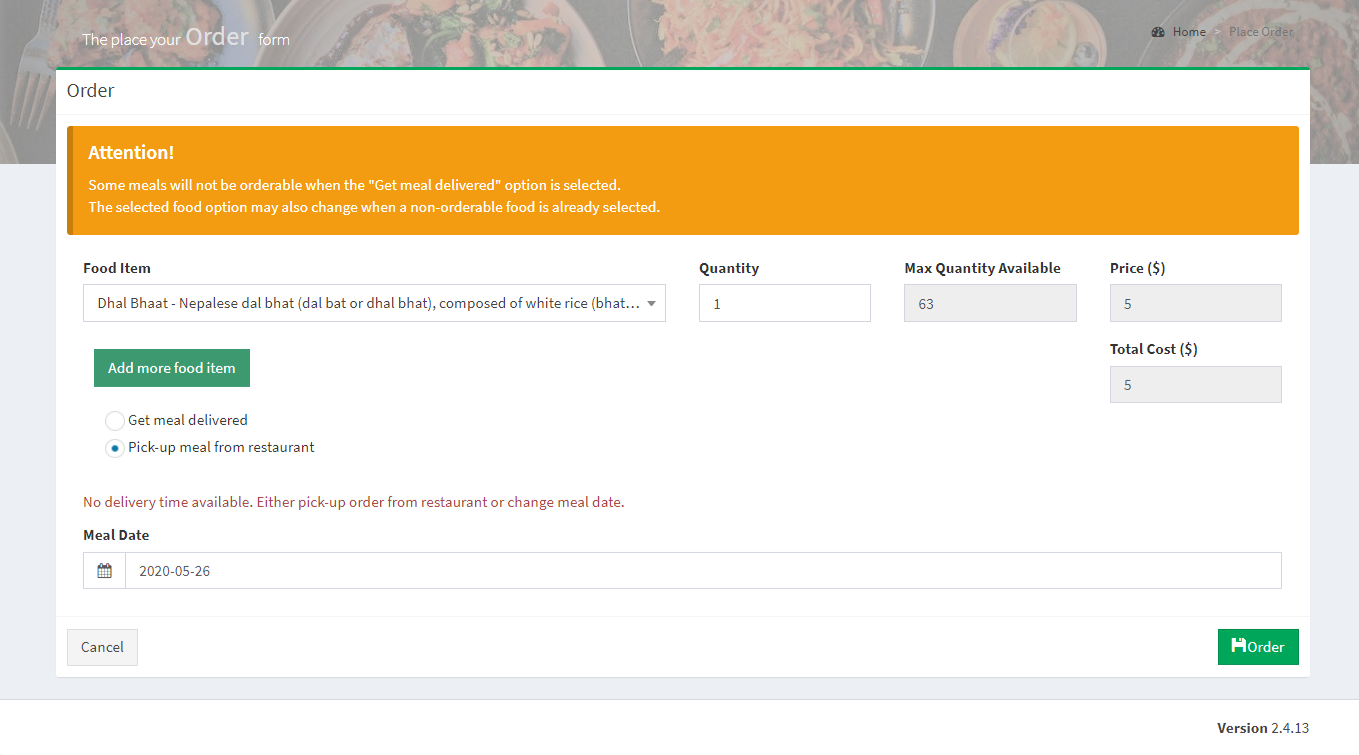 The place your Order form
Home > Place Order
Order
Attention!
Some meals will not be orderable when the "Get meal delivered" option is selected.
The selected food option may also change when a non-orderable food is already selected.
Food Item
Quantity
Max Quantity Available
Price ($)
Dhal Bhaat - Nepalese dal bhat (dal bat or dhal bhat), composed of white rice (bhat...
1
63
5
Total Cost ($)
Add more food item
5
Get meal delivered
Pick-up meal from restaurant
No delivery time available. Either pick-up order from restaurant or change meal date.
Meal Date
2020-05-26
Cancel
Order
Version 2.4.13